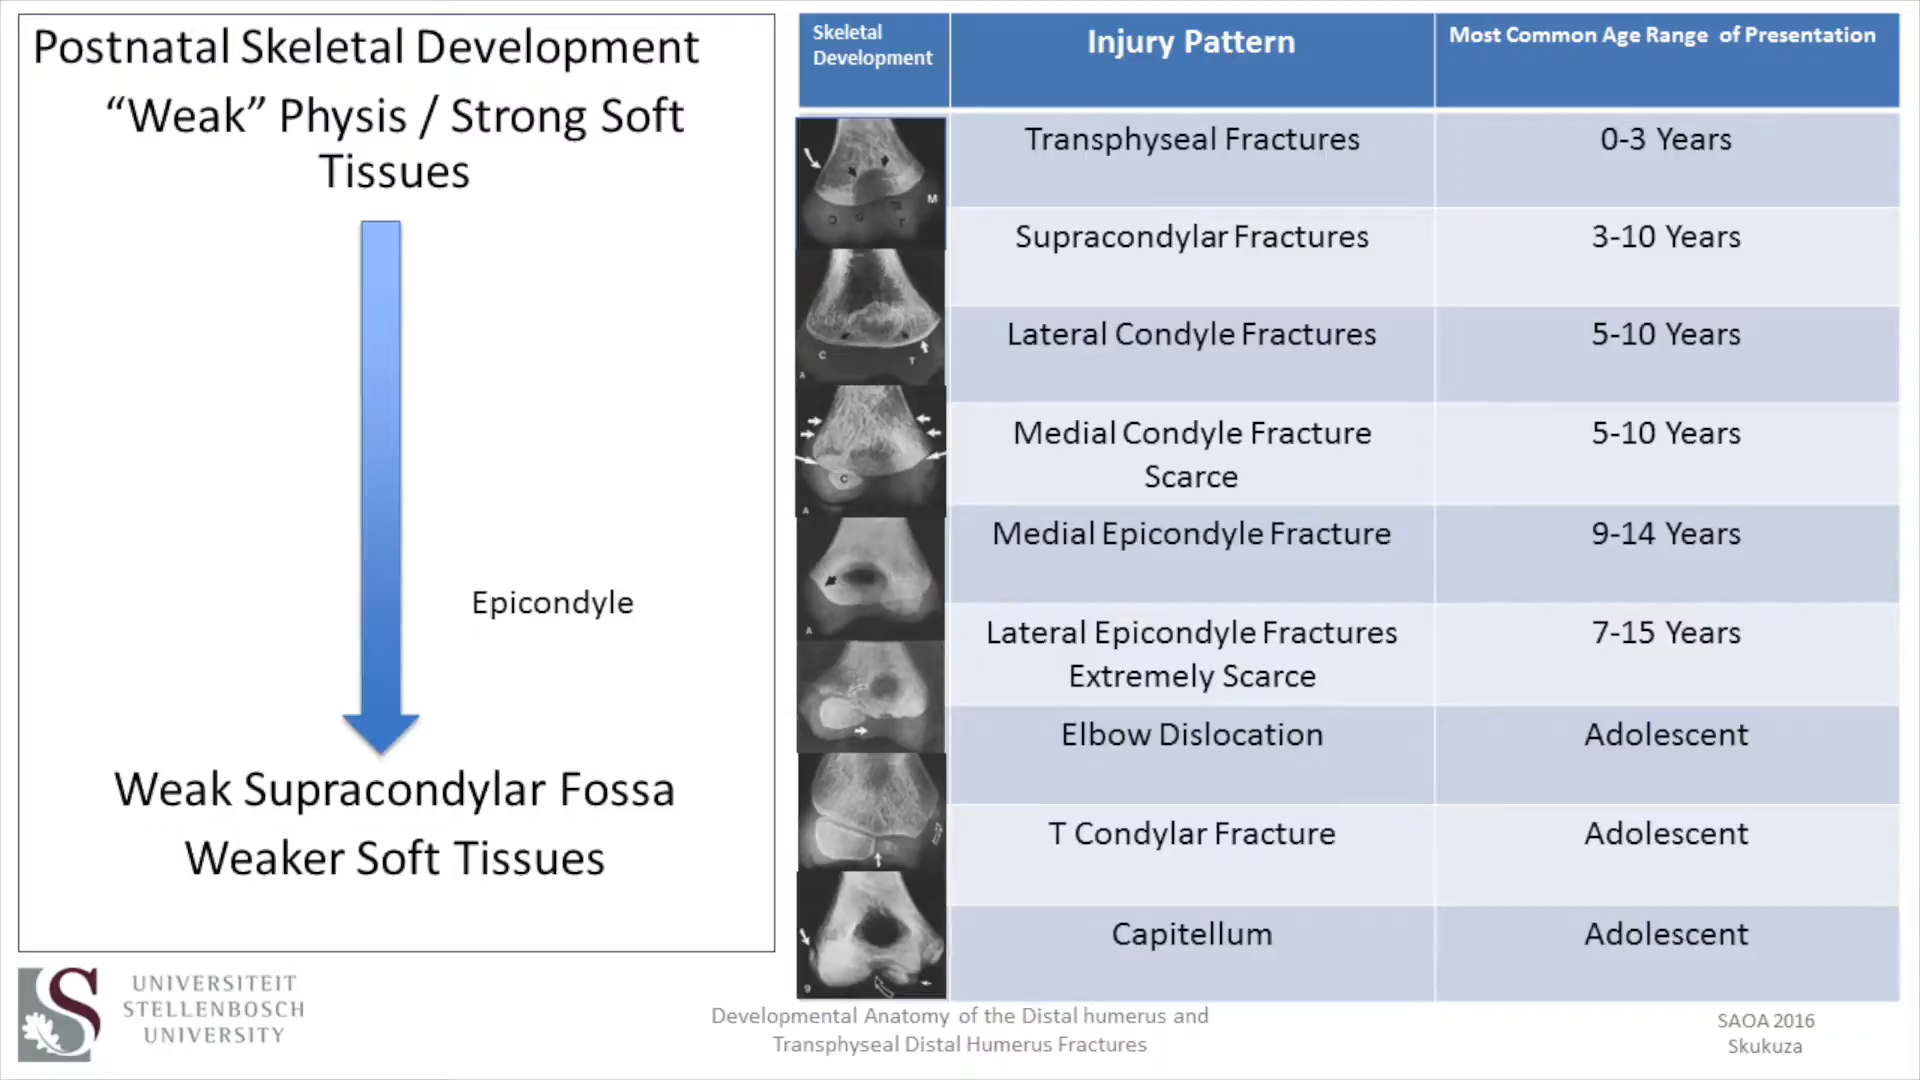 Postnatal Skeletal Development
“Weak” Physis / Strong Soft
Tissues
Epicondyle
Weak Supracondylar Fossa
Weaker Soft Tissues
Skeletal
Development
Injury Pattern
Most Common Age Range of Presentation
Transphyseal Fractures
0-3 Years
Supracondylar Fractures
3-10 Years
Lateral Condyle Fractures
5-10 Years
Medial Condyle Fracture
Scarce
5-10 Years
Medial Epicondyle Fracture
9-14 Years
Lateral Epicondyle Fractures
Extremely Scarce
7-15 Years
Elbow Dislocation
Adolescent
T Condylar Fracture
Adolescent
Capitellum
Adolescent
M
T
C
T
A
C
A
A
9
UNIVERSITEIT
STELLENBOSCH
UNIVERSITY
Developmental Anatomy of the Distal humerus and
Transphyseal Distal Humerus Fractures
SAOA 2016
Skukuza